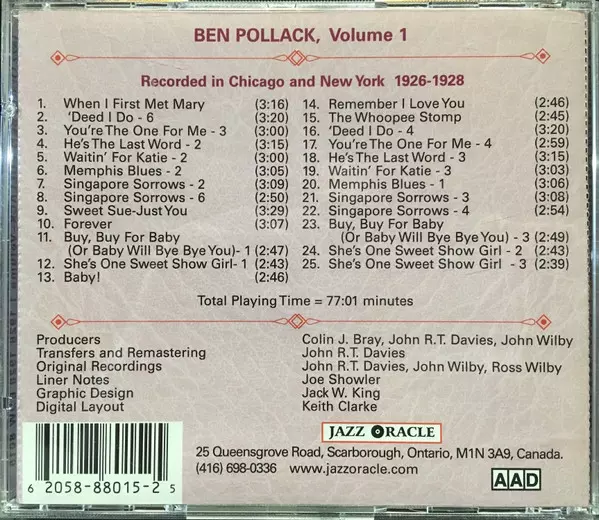 BEN POLLACK, Volume 1
Recorded in Chicago and New York 1926-1928
1. When I First Met Mary (3:16)
2. 'Deed I Do - 6 (3:20)
3. You're The One For Me - 3 (3:00)
4. He's The Last Word - 2 (3:15)
5. Waitin' For Katie - 2 (3:00)
6. Memphis Blues - 2 (3:05)
7. Singapore Sorrows - 2 (3:09)
8. Singapore Sorrows - 6 (2:50)
9. Sweet Sue-Just You (3:29)
10. Forever (3:07)
11. Buy, Buy For Baby
(Or Baby Will Bye Bye You)- 1 (2:47)
12. She's One Sweet Show Girl- 1 (2:43)
13. Baby! (2:46)
14. Remember I Love You (2:46)
15. The Whoopee Stomp (2:45)
16. 'Deed I Do - 4 (3:20)
17. You're The One For Me - 4 (2:59)
18. He's The Last Word - 3 (3:15)
19. Waitin' For Katie - 3 (3:03)
20. Memphis Blues - 1 (3:06)
21. Singapore Sorrows - 3 (3:08)
22. Singapore Sorrows - 4 (2:54)
23. Buy, Buy For Baby
(Or Baby Will Bye Bye You) - 3 (2:49)
24. She's One Sweet Show Girl - 2 (2:43)
25. She's One Sweet Show Girl - 3 (2:39)
Total Playing Time = 77:01 minutes
Producers Colin J. Bray, John R.T. Davies, John Wilby
Transfers and Remastering John R.T. Davies
Original Recordings John R.T. Davies, John Wilby, Ross Wilby
Liner Notes Joe Showler
Graphic Design Jack W. King
Digital Layout Keith Clarke
JAZZ ORACLE
25 Queensgrove Road, Scarborough, Ontario, M1N 3A9, Canada.
(416) 698-0336 www.jazzoracle.com
AAD
6 2058-88015-2 5